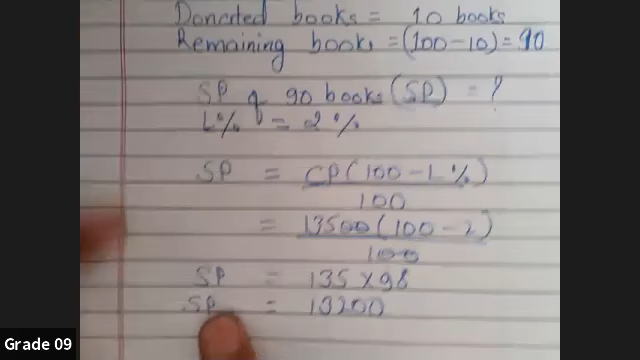 Donated books = 10 books
Remaining books = (100-10) = 90
SP of 90 books (SP) = ?
L% = 2%
SP = CP(100 - L%)
100
= 13500(100 - 2)
100
SP = 135 x 98
SP = 13200
Grade 09